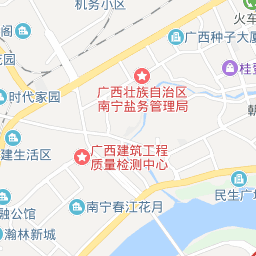 机务小区
阁
火车
广西种子大厦
花园
桂
广西壮族自治区
南宁盐务管理局
时代家园
朝
广西建筑工程
质量检测中心
建生活区
民生广场
南宁春江花月
融公馆
瀚林新城